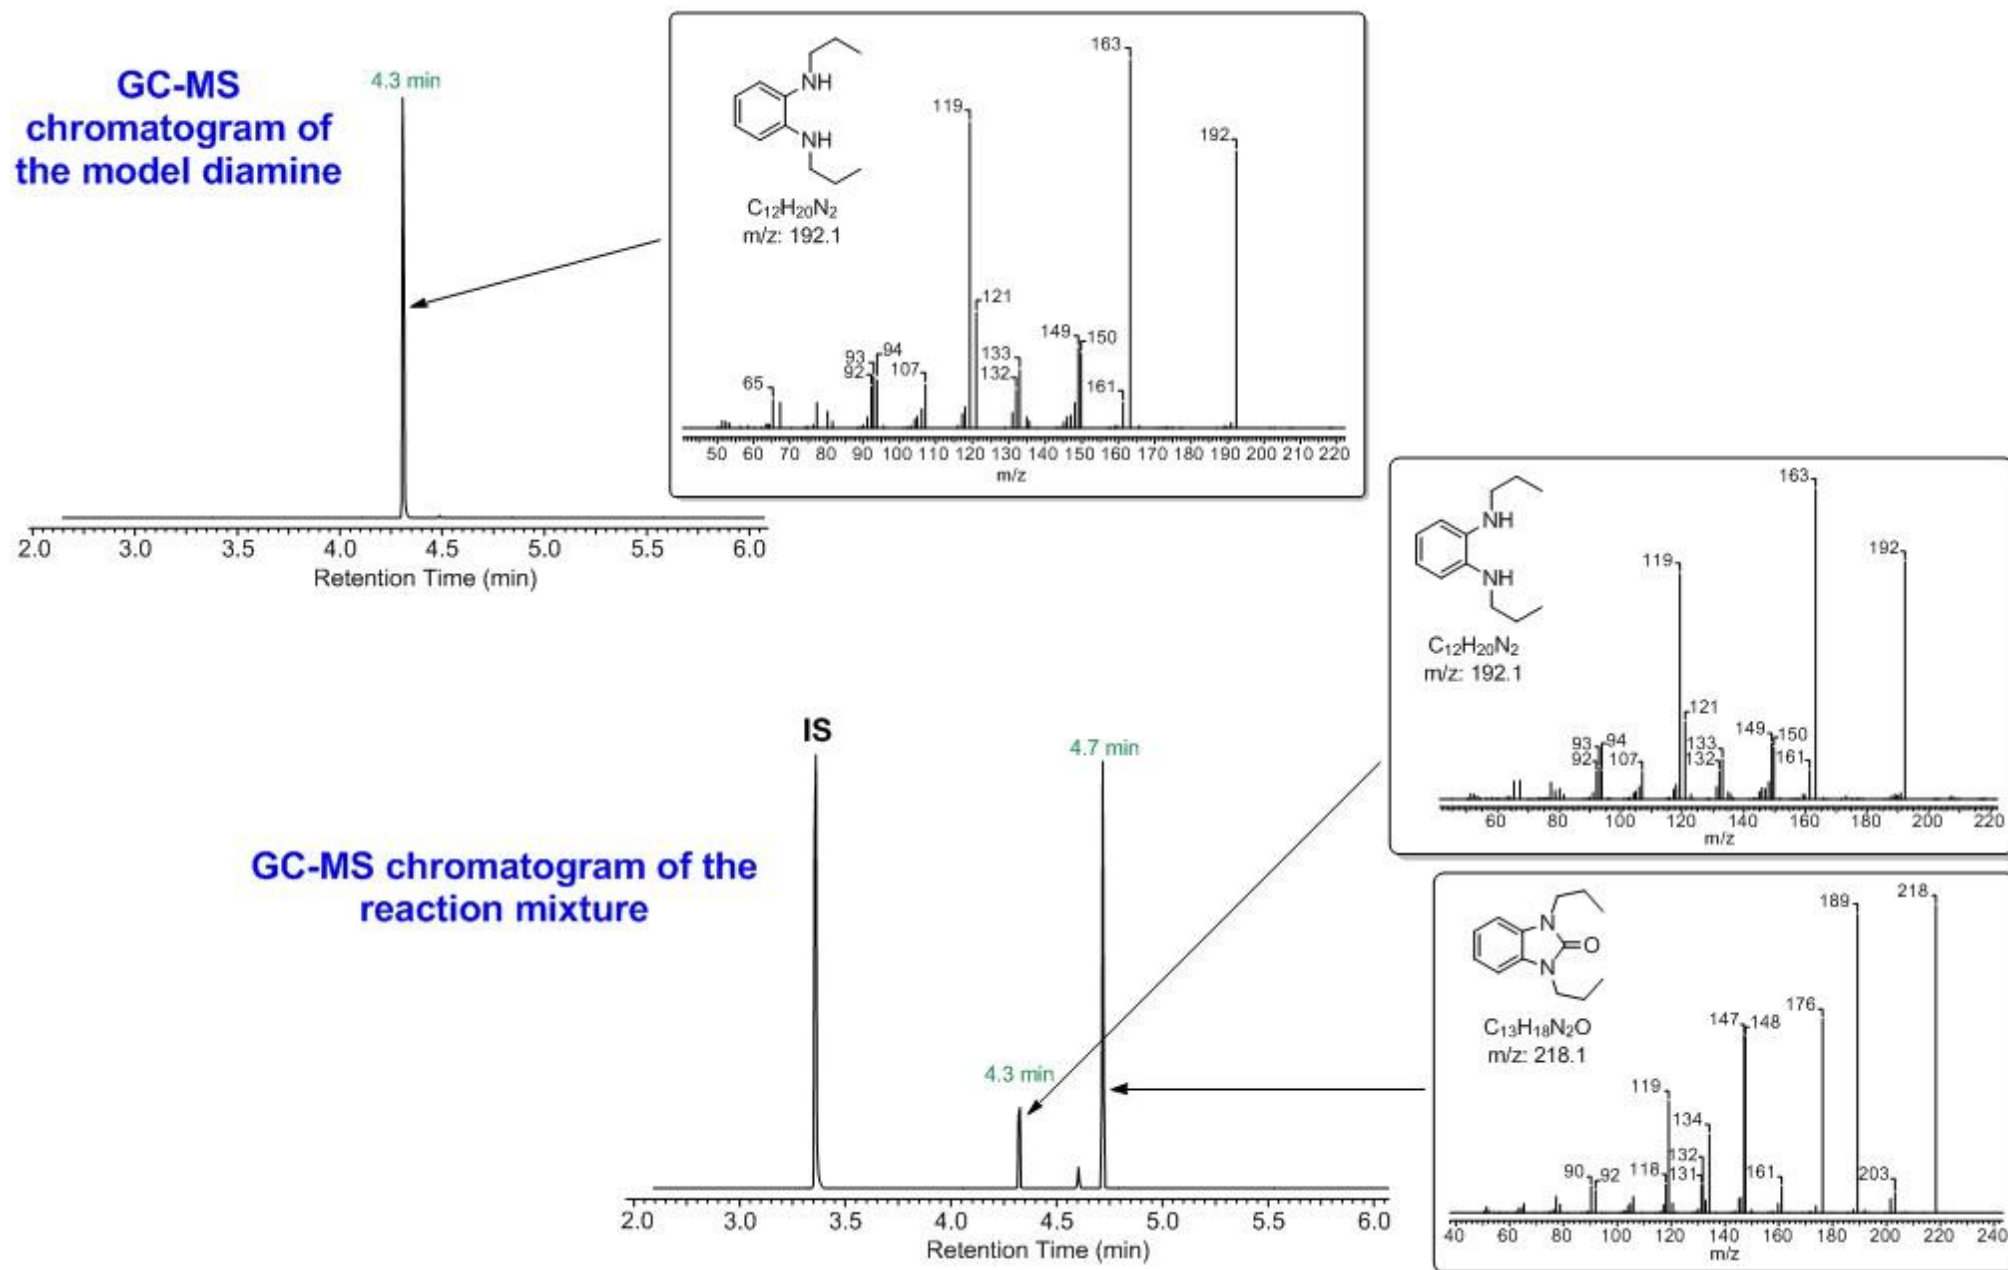 GC-MS
chromatogram of
the model diamine
4.3 min
2.0 3.0 3.5 4.0 4.5 5.0 5.5 6.0
Retention Time (min)
NH
NH
C12H20N2
m/z: 192.1
163
119
192
121
149
150
133
132
93
94
92
107
65
161
50 60 70 80 90 100 110 120 130 140 150 160 170 180 190 200 210 220
m/z
NH
NH
C12H20N2
m/z: 192.1
163
192
119
121
149
150
93
94
92
107
133
132
161
60 80 100 120 140 160 180 200 220
m/z
GC-MS chromatogram of the
reaction mixture
IS
4.3 min
4.7 min
2.0 3.0 3.5 4.0 4.5 5.0 5.5 6.0
Retention Time (min)
N
O
N
C13H18N2O
m/z: 218.1
218
189
176
147
148
119
134
132
131
118
90
92
161
203
40 60 80 100 120 140 160 180 200 220 240
m/z